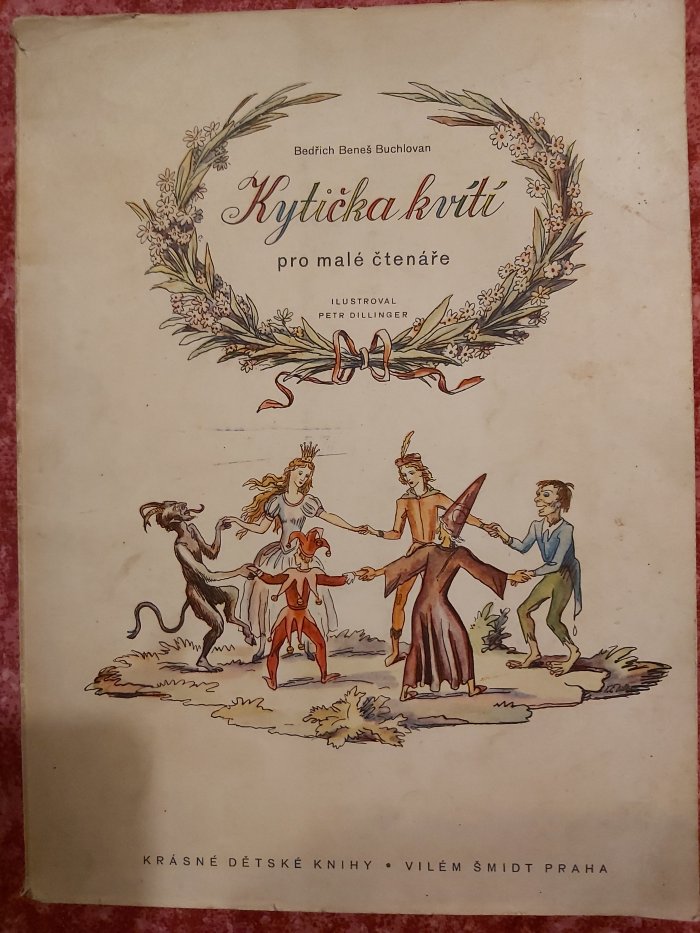 Bedřich Beneš Buchlovan
Kytička kvítí
pro malé čtenáře
ILUSTROVAL
PETR DILLINGER
KRÁSNÉ DĚTSKÉ KNIHY • VILÉM ŠMIDT PRAHA